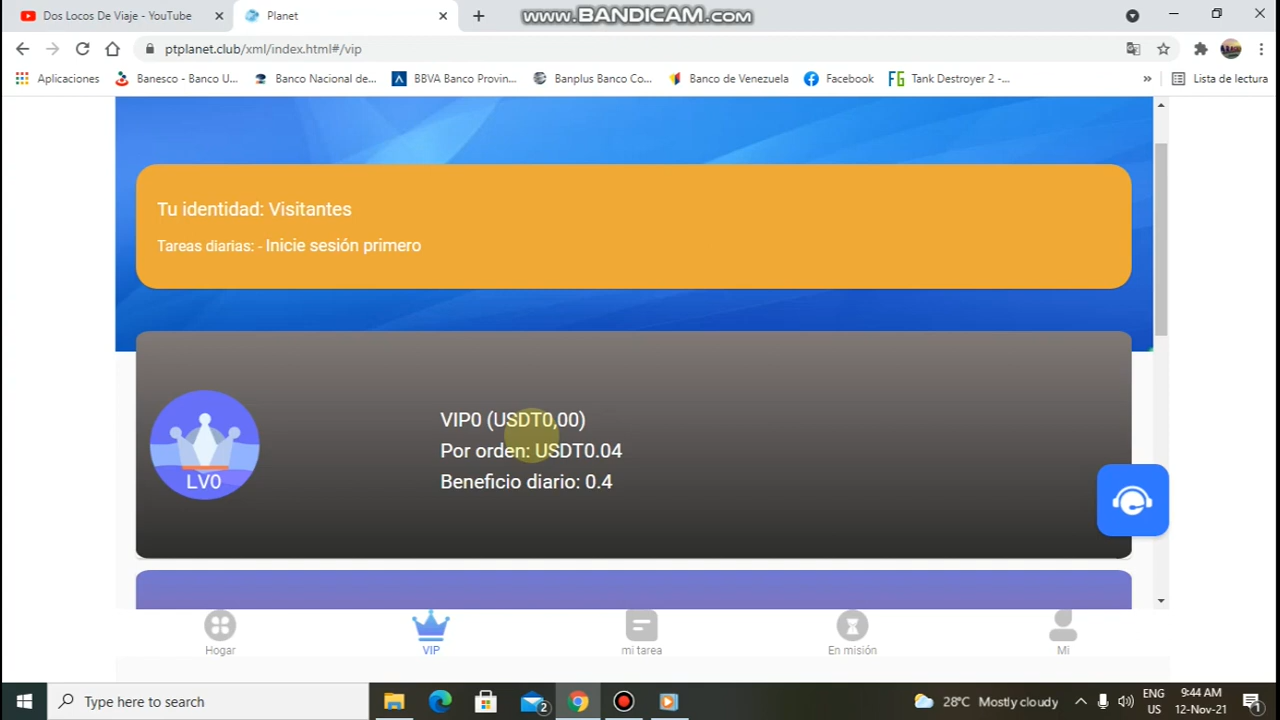 www.BANDICAM.com
Dos Locos De Viaje - YouTube
Planet
ptplanet.club/xml/index.html#/vip
Aplicaciones
Banesco - Banco U...
Banco Nacional de...
BBVA Banco Provin...
Banplus Banco Co...
Banco de Venezuela
Facebook
FG
Tank Destroyer 2 -...
»
Lista de lectura
Tu identidad: Visitantes
Tareas diarias: - Inicie sesión primero
VIP0 (USDT0,00)
Por orden: USDT0.04
Beneficio diario: 0.4
LV0
Hogar
VIP
mi tarea
En misión
Mi
Type here to search
2
28°C Mostly cloudy
ENG
US
9:44 AM
12-Nov-21
1